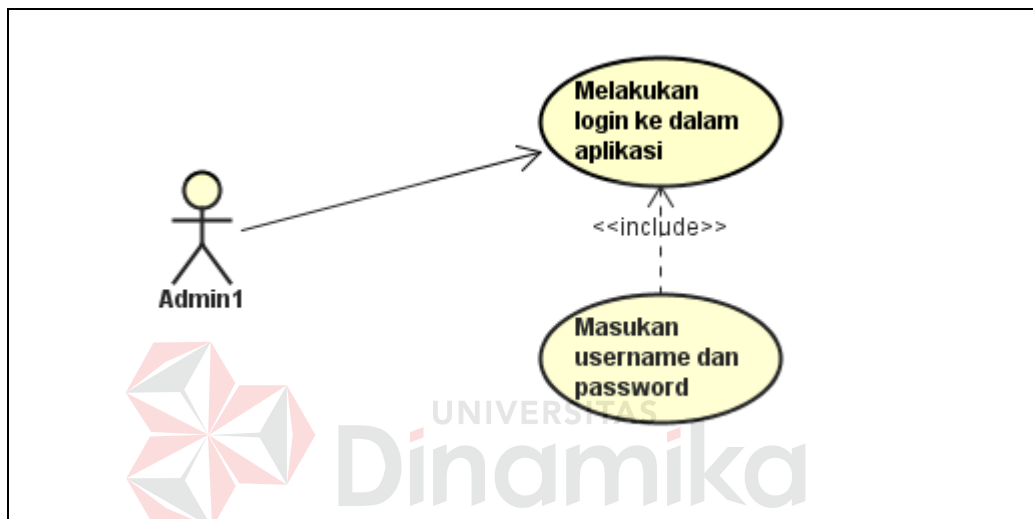 Melakukan
login ke dalam
aplikasi
<<include>>
Admin1
Masukan
username dan
password
UNIVERSITAS
Dinamika